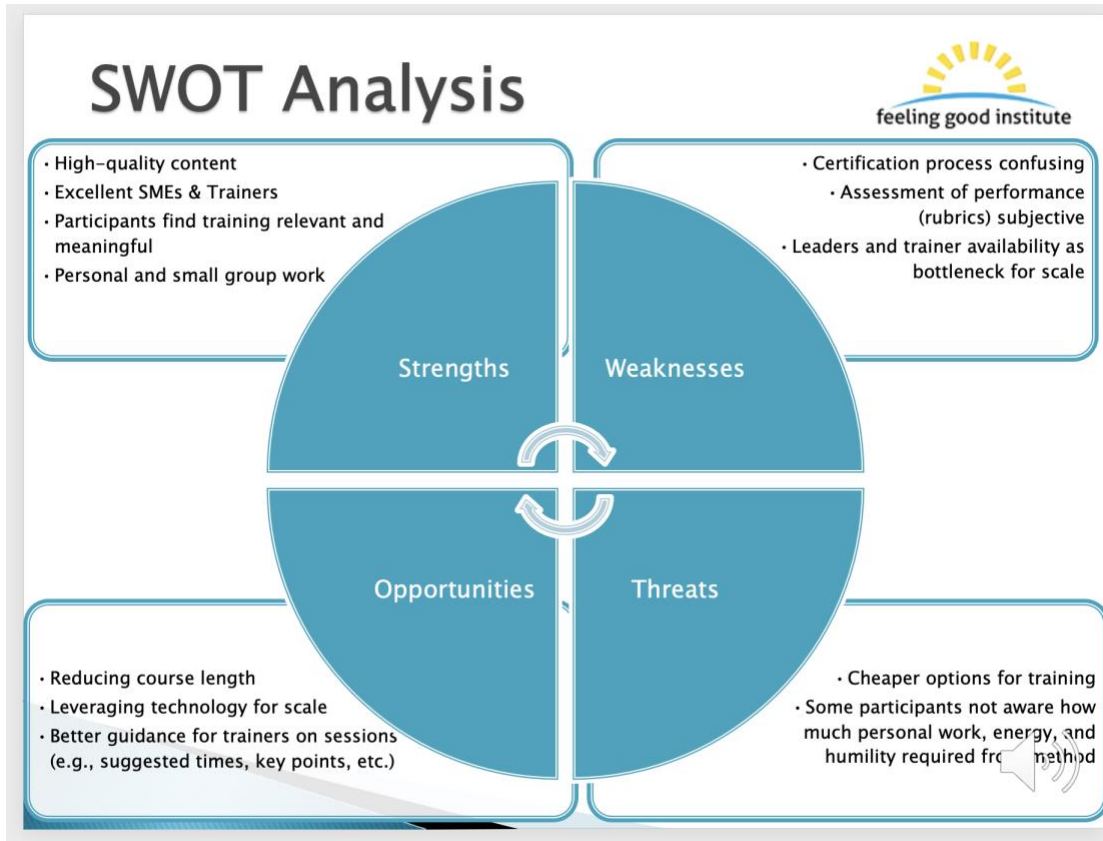 SWOT Analysis
feeling good institute
· High-quality content
· Excellent SMEs & Trainers
· Participants find training relevant and
meaningful
· Personal and small group work
· Certification process confusing
· Assessment of performance
(rubrics) subjective
· Leaders and trainer availability as
bottleneck for scale
Strengths
Weaknesses
Opportunities
Threats
· Reducing course length
· Leveraging technology for scale
· Better guidance for trainers on sessions
(e.g., suggested times, key points, etc.)
· Cheaper options for training
· Some participants not aware how
much personal work, energy, and
humility required method